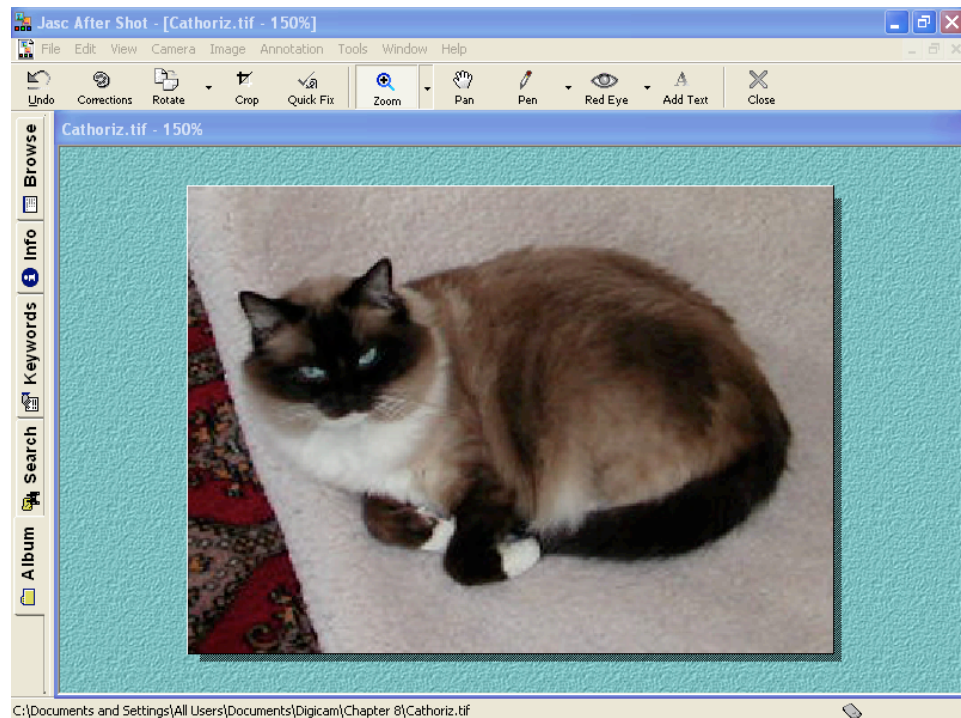 Jasc After Shot - [Cathoriz.tif - 150%]
File Edit View Camera Image Annotation Tools Window Help
Undo Corrections Rotate Crop Quick Fix Zoom Pan Pen Red Eye Add Text Close
Cathoriz.tif - 150%
Browse
Info
Keywords
Search
Album
C:\Documents and Settings\All Users\Documents\Digicam\Chapter 8\Cathoriz.tif